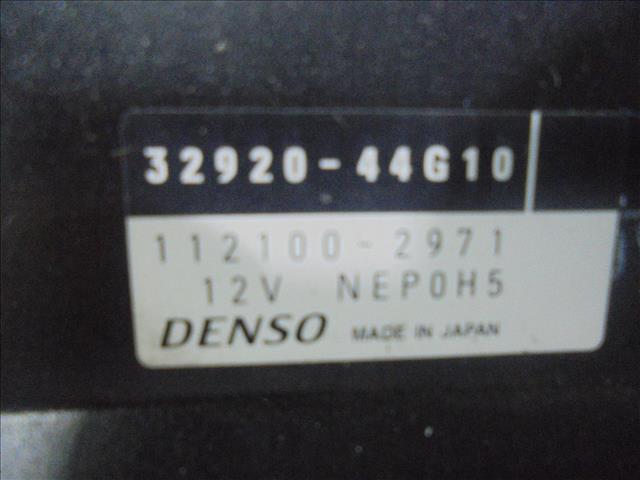 32920-44G10
112100-2971
12V NEP0H5
DENSO MADE IN JAPAN